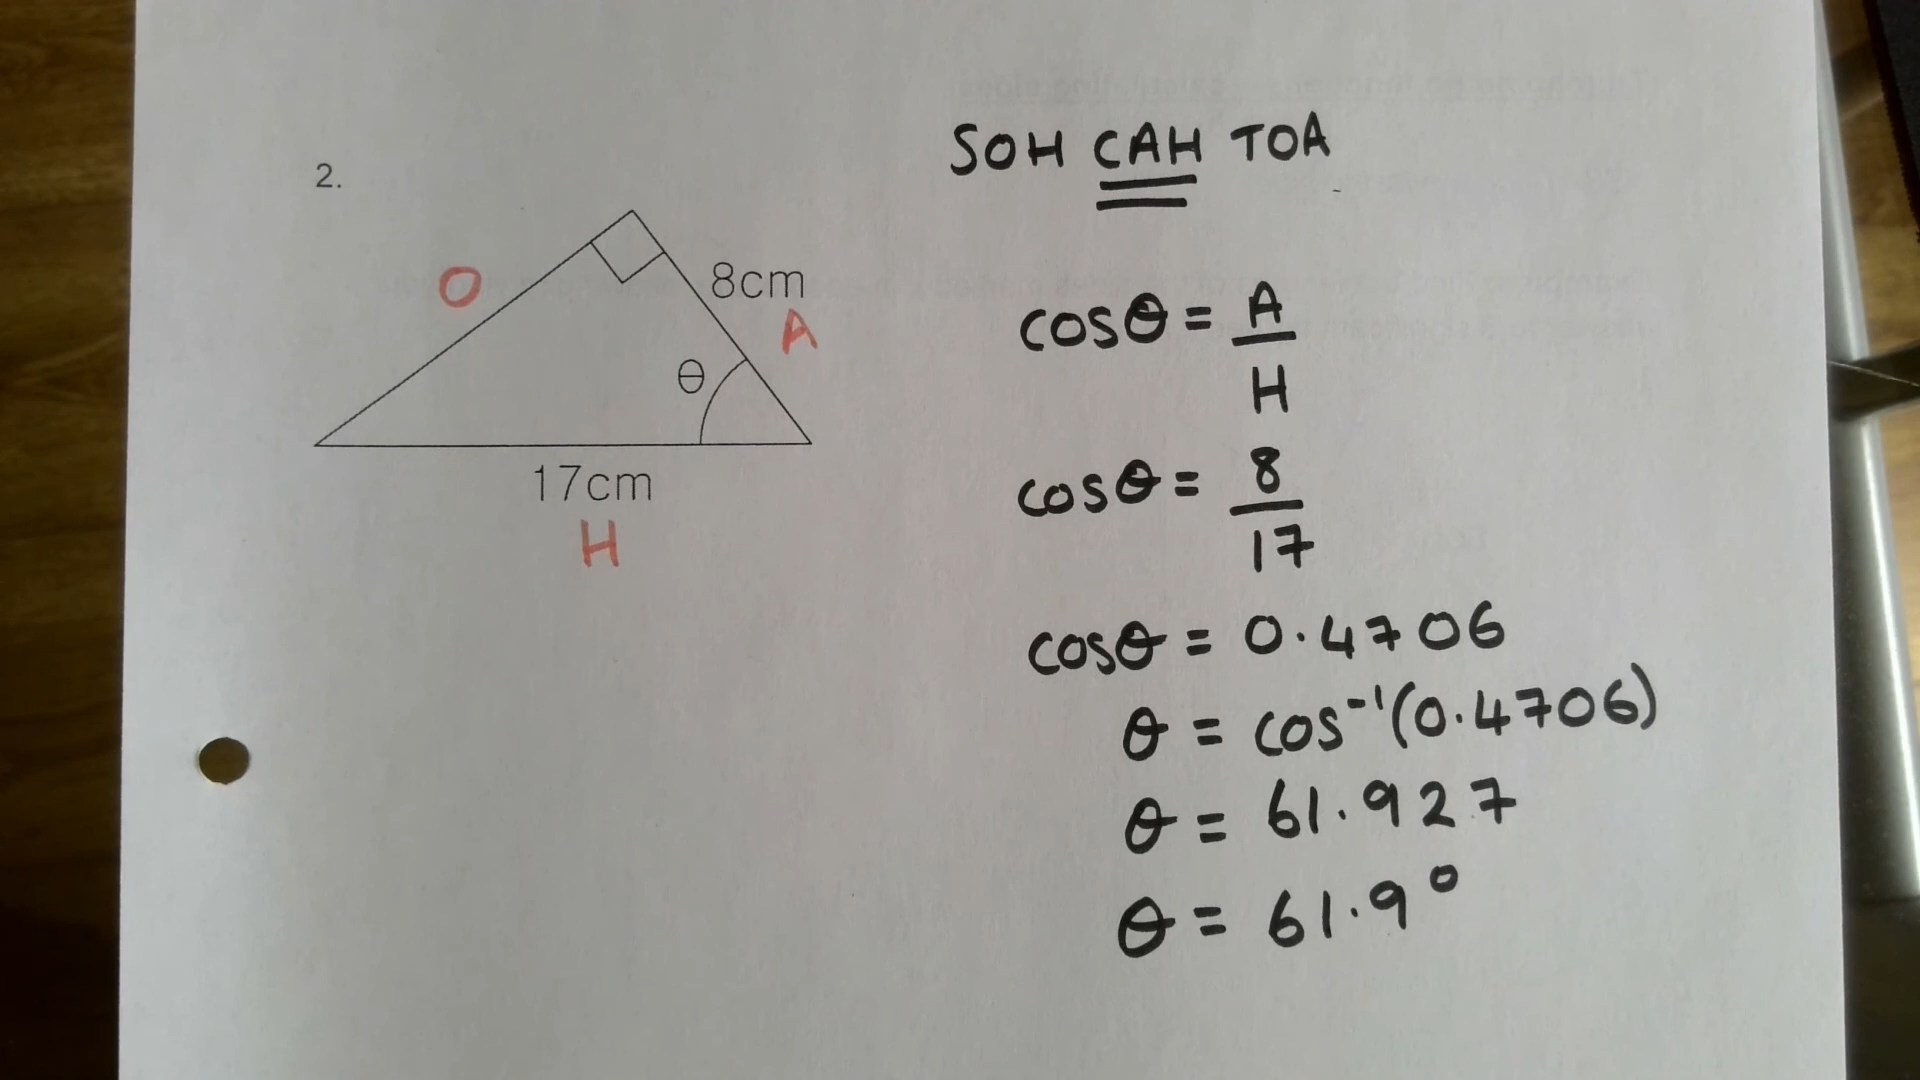 2.
8cm
θ
17cm
O
A
H
SOH CAH TOA
cosθ = A/H
cosθ = 8/17
cosθ = 0.4706
θ = cos⁻¹(0.4706)
θ = 61.927
θ = 61.9°